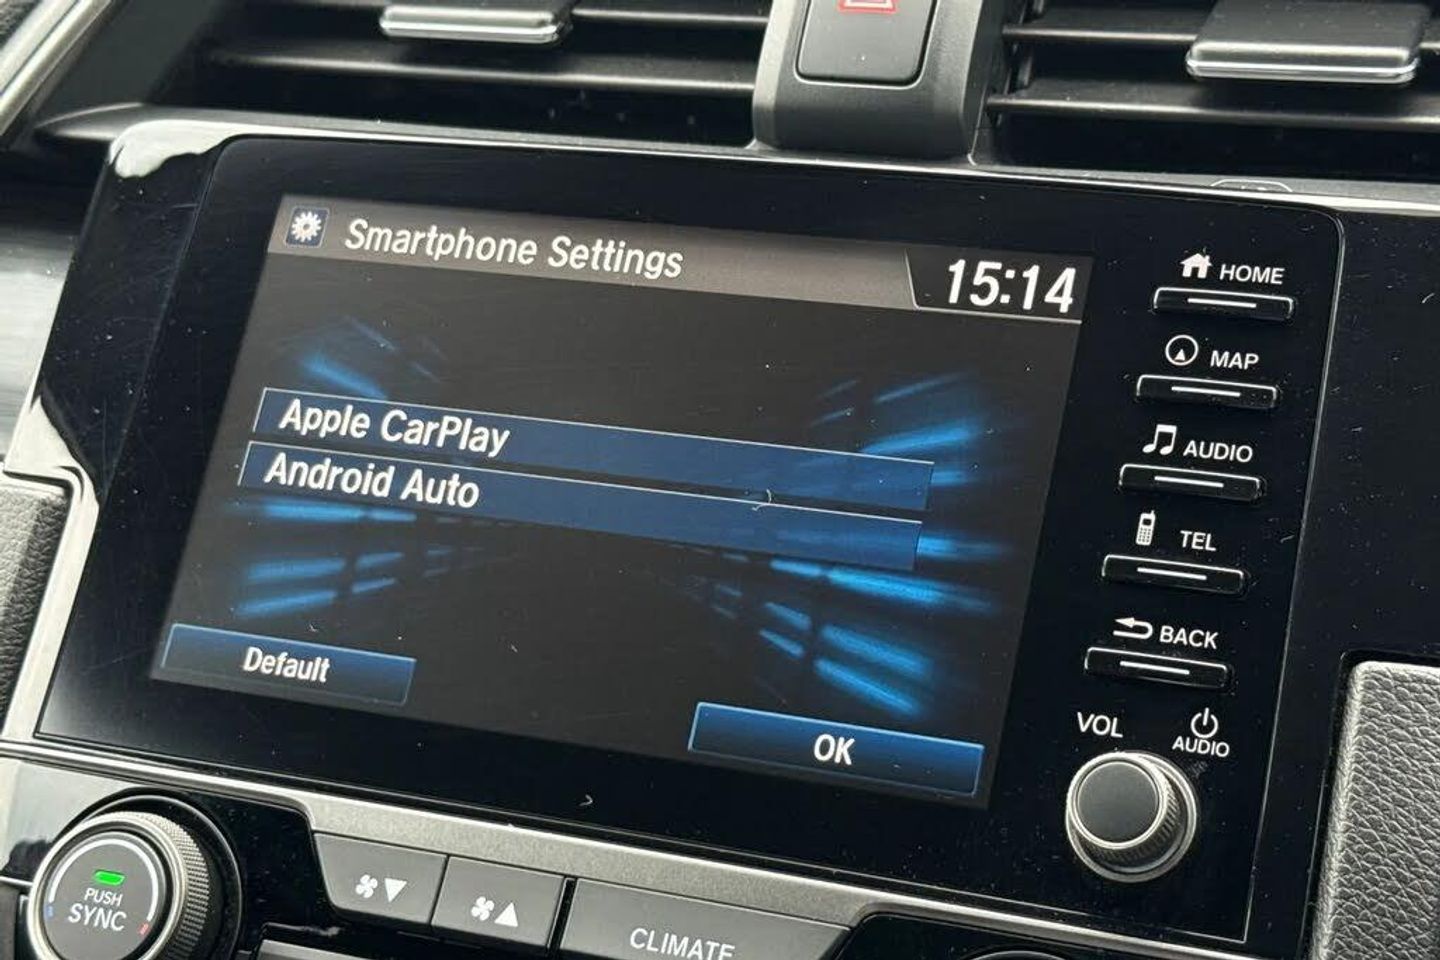 Smartphone Settings
15:14
Apple CarPlay
Android Auto
Default
OK
HOME
MAP
AUDIO
TEL
BACK
VOL
AUDIO
PUSH
SYNC
CLIMATE